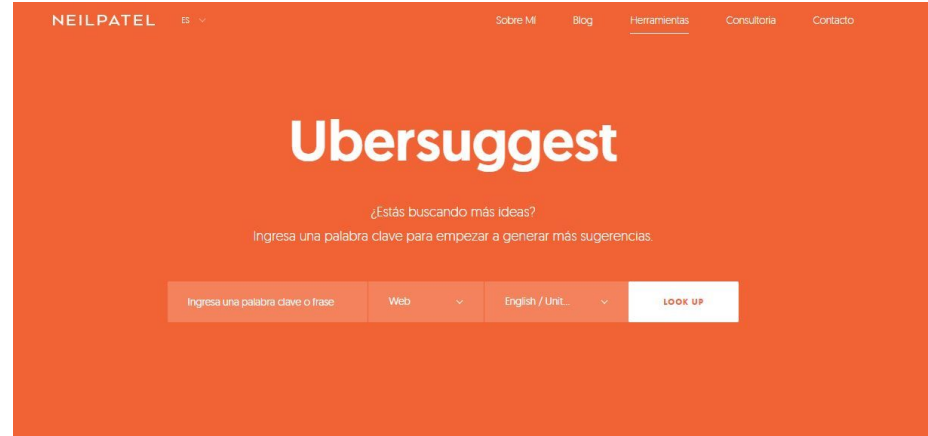 NEILPATEL ES Sobre Mí Blog Herramientas Consultoria Contacto
Ubersuggest
¿Estás buscando más ideas?
Ingresa una palabra clave para empezar a generar más sugerencias.
Ingresa una palabra clave o frase Web English / Unit... LOOK UP